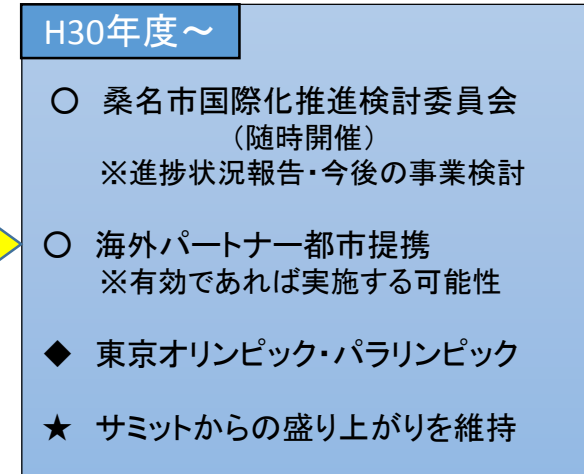 H30年度～
○ 桑名市国際化推進検討委員会
（随時開催）
※進捗状況報告・今後の事業検討
○ 海外パートナー都市提携
※有効であれば実施する可能性
◆ 東京オリンピック・パラリンピック
★ サミットからの盛り上がりを維持